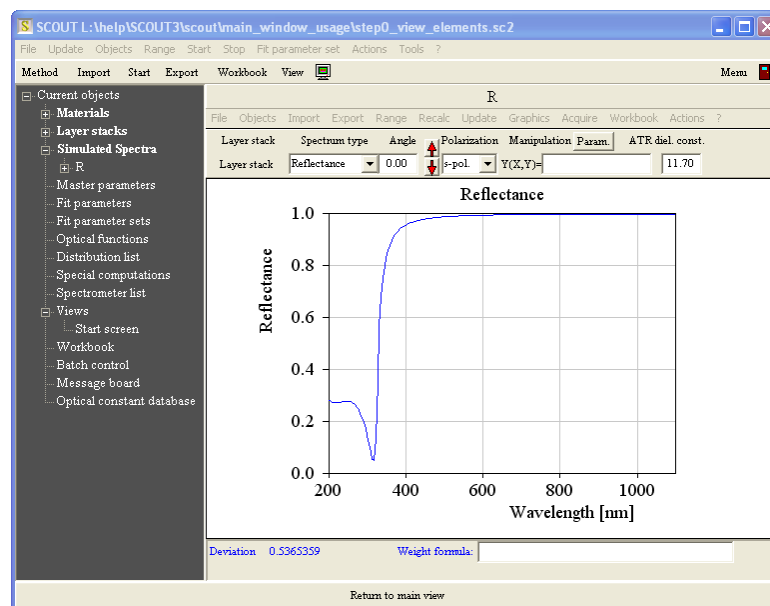 SCOUT L:\help\SCOUT3\scout\main_window_usage\step0_view_elements.sc2
File Update Objects Range Start Stop Fit parameter set Actions Tools ?
Method Import Start Export Workbook View Menu
Current objects
Materials
Layer stacks
Simulated Spectra
R
Master parameters
Fit parameters
Fit parameter sets
Optical functions
Distribution list
Special computations
Spectrometer list
Views
Start screen
Workbook
Batch control
Message board
Optical constant database
R
File Objects Import Export Range Recalc Update Graphics Acquire Workbook Actions ?
Layer stack Spectrum type Angle Polarization Manipulation Param. ATR diel. const.
Layer stack Reflectance 0.00 s-pol. Y(X,Y)= 11.70
Reflectance
Reflectance
1.0
0.8
0.6
0.4
0.2
0.0
200 400 600 800 1000
Wavelength [nm]
Deviation 0.5365359 Weight formula:
Return to main view